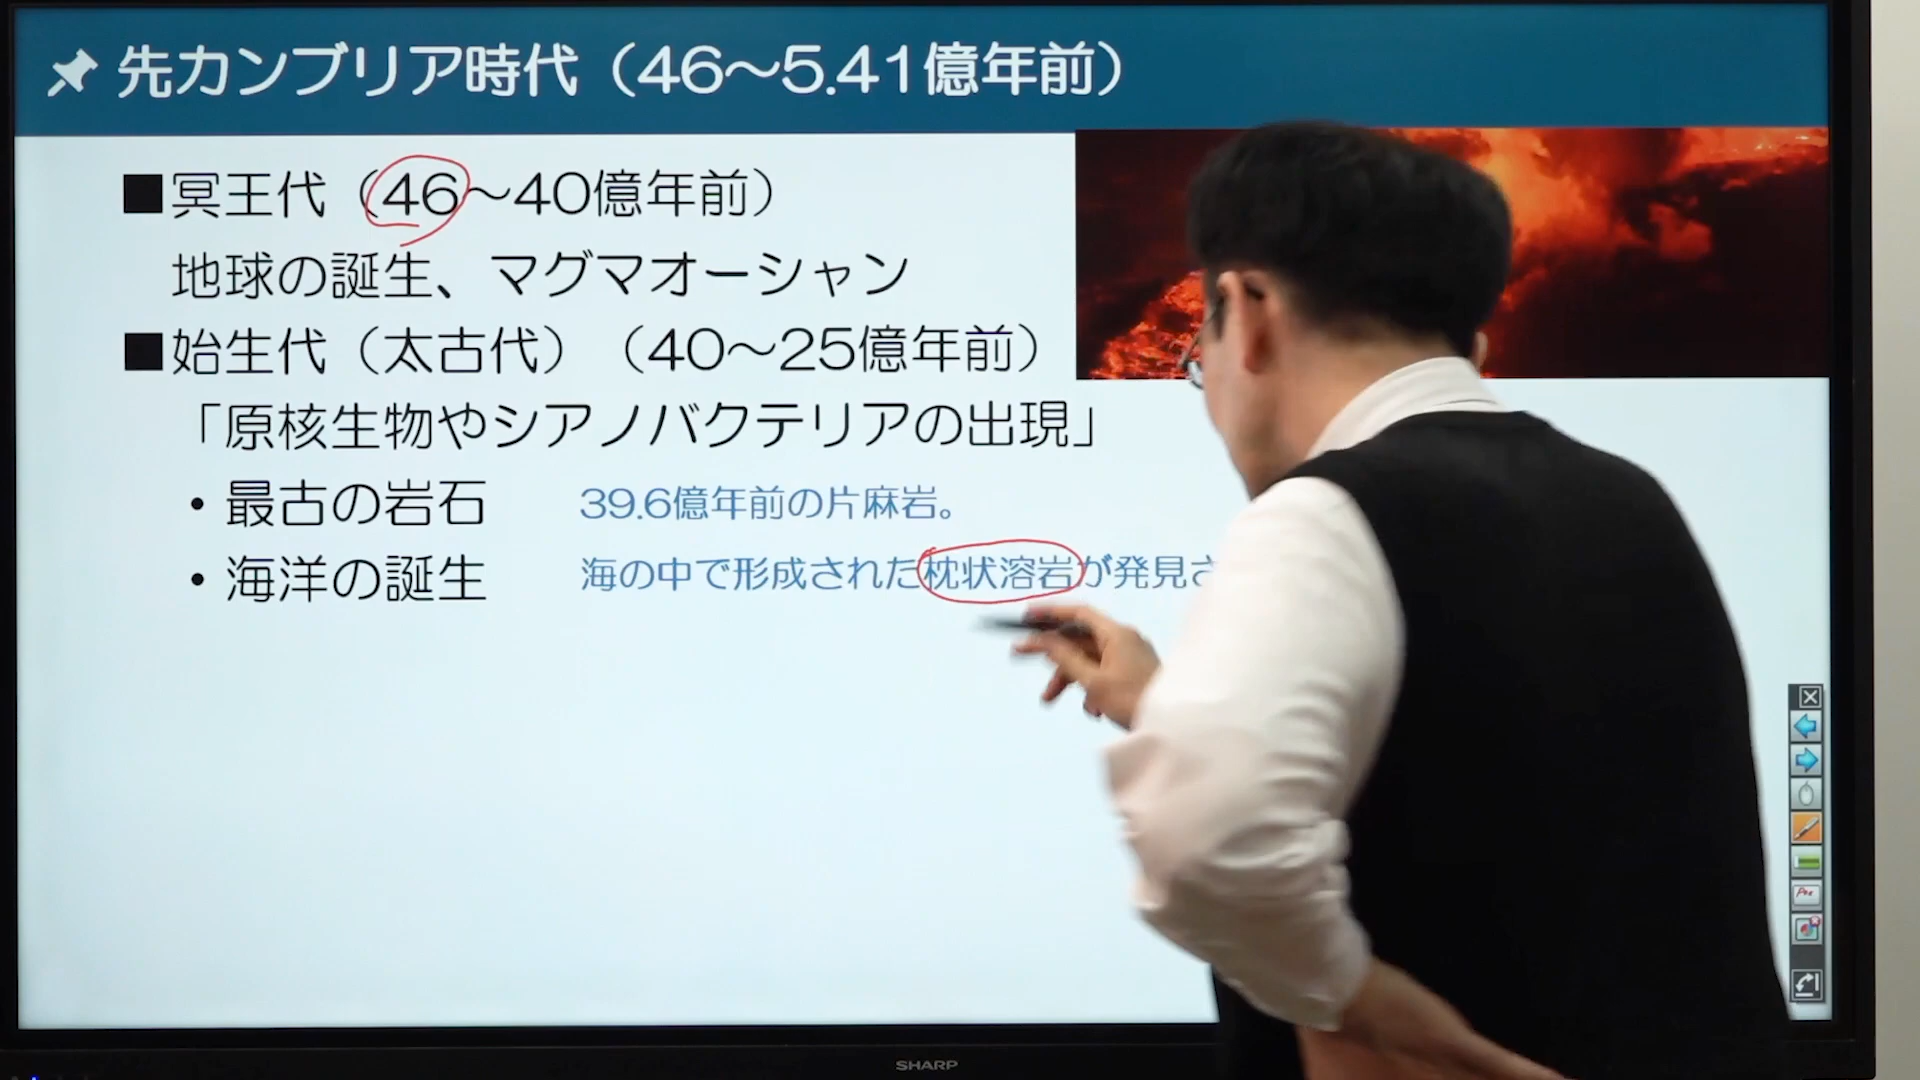 先カンブリア時代（46～5.41億年前）
■冥王代（46～40億年前）
地球の誕生、マグマオーシャン
■始生代（太古代）（40～25億年前）
「原核生物やシアノバクテリアの出現」
・最古の岩石 39.6億年前の片麻岩。
・海洋の誕生 海の中で形成された枕状溶岩が発見さ
Pen
SHARP